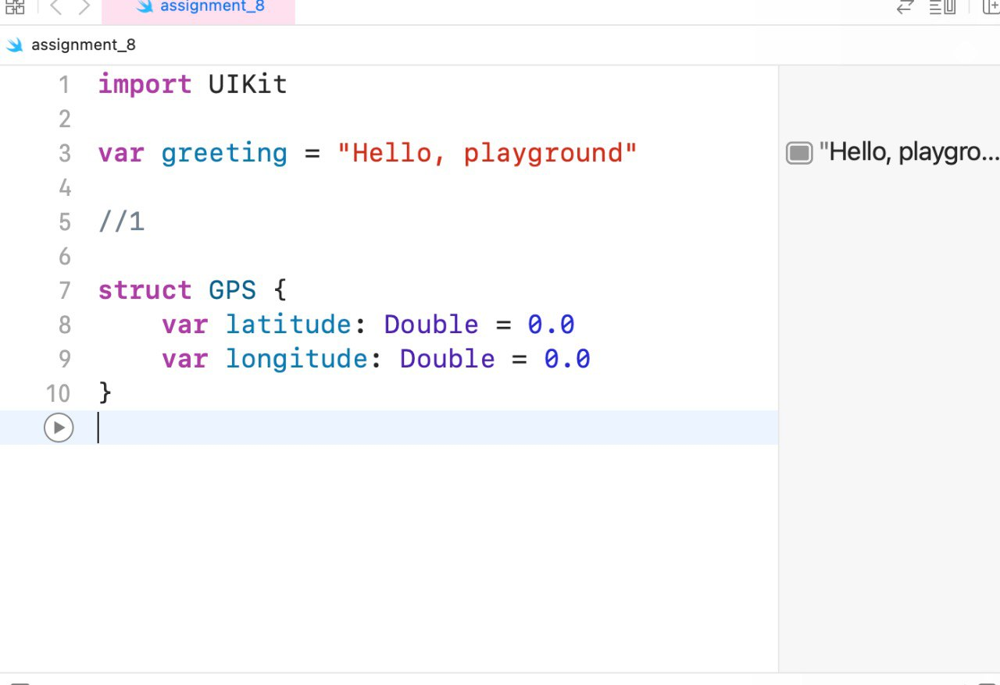 assignment_8
assignment_8
1 import UIKit
2
3 var greeting = "Hello, playground"
"Hello, playgro...
4
5 //1
6
7 struct GPS {
8 var latitude: Double = 0.0
9 var longitude: Double = 0.0
10 }